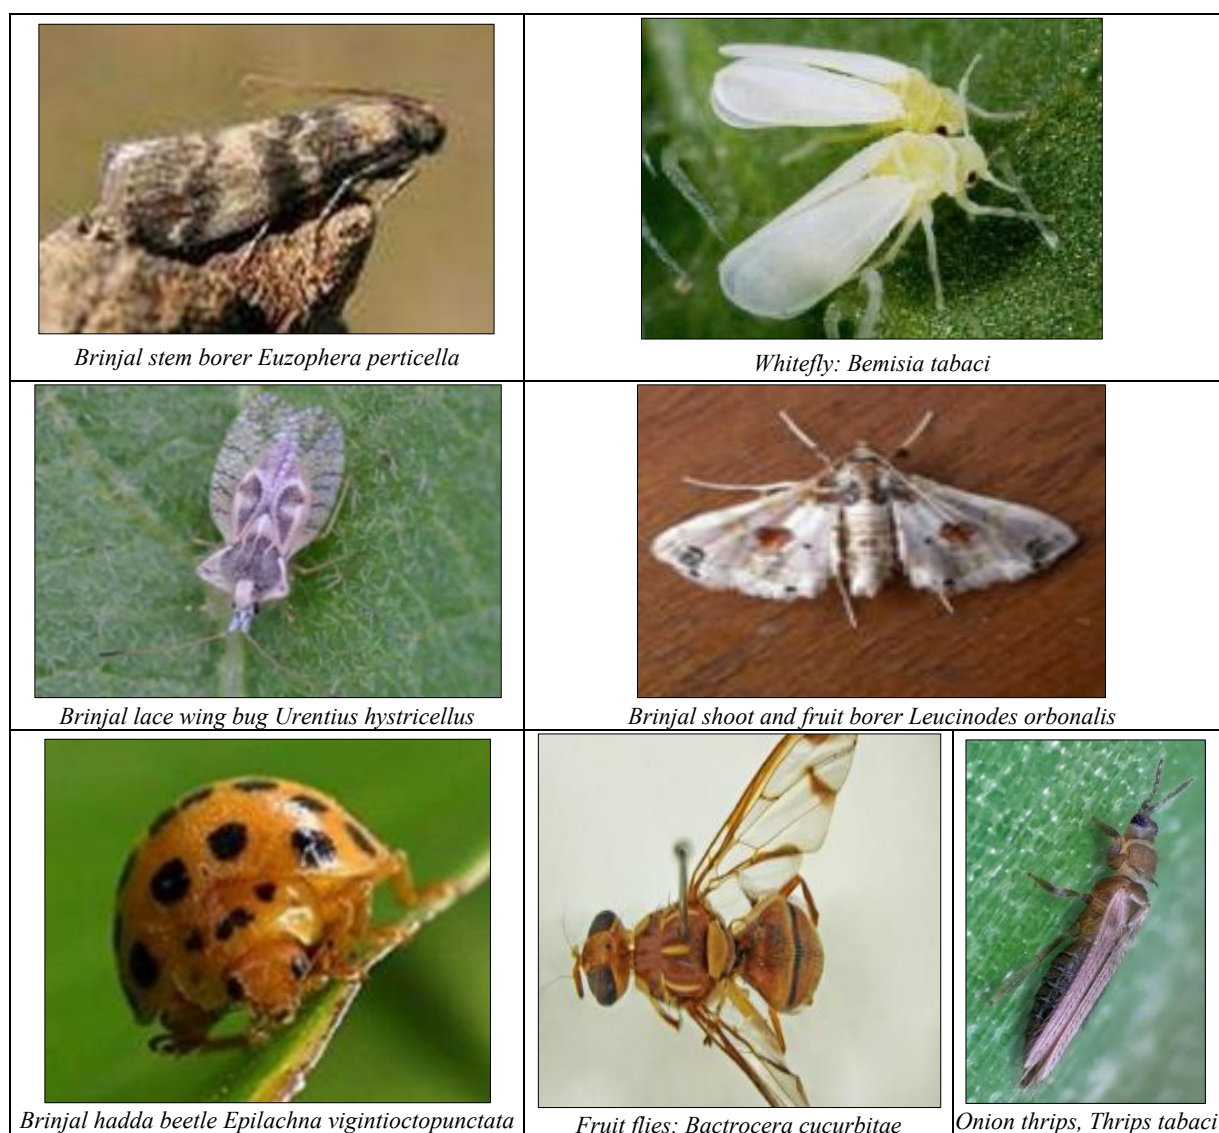 Brinjal stem borer Euzophera perticella
Whitefly: Bemisia tabaci
Brinjal lace wing bug Urentius hystricellus
Brinjal shoot and fruit borer Leucinodes orbonalis
Brinjal hadda beetle Epilachna vigintioctopunctata
Fruit flies: Bactrocera cucurbitae
Onion thrips, Thrips tabaci